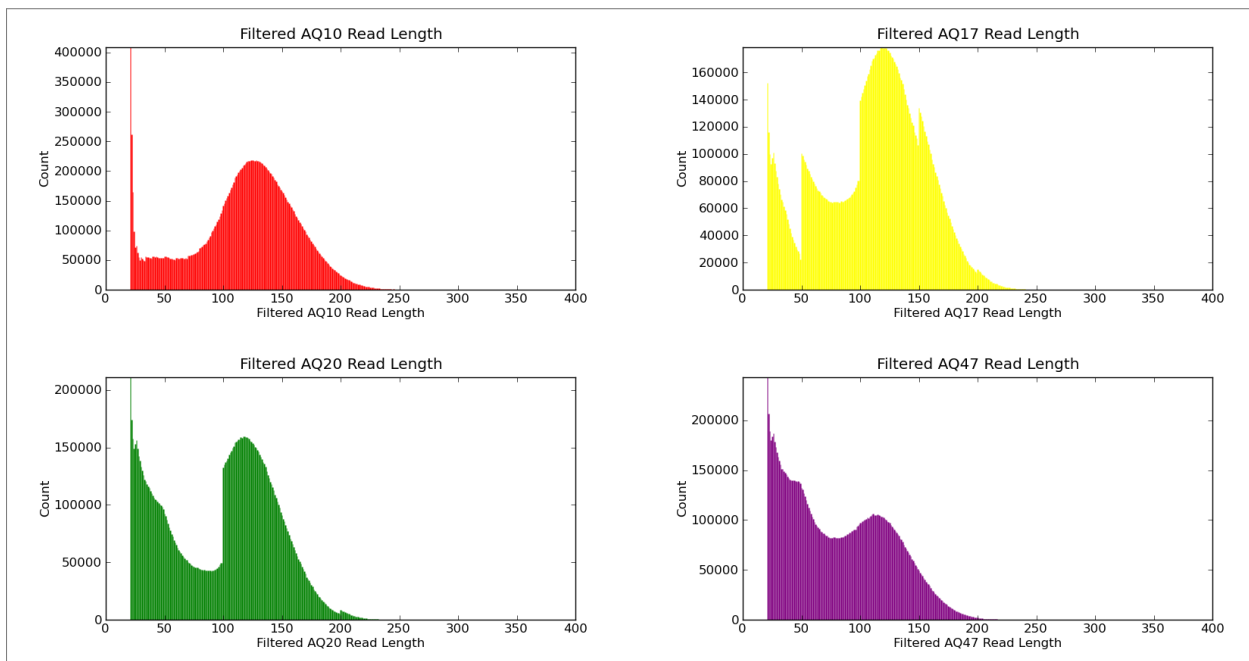 Filtered AQ10 Read Length
400000
350000
300000
250000
200000
150000
100000
50000
0
Count
0 50 100 150 200 250 300 350 400
Filtered AQ10 Read Length
Filtered AQ17 Read Length
160000
140000
120000
100000
80000
60000
40000
20000
0
Count
0 50 100 150 200 250 300 350 400
Filtered AQ17 Read Length
Filtered AQ20 Read Length
200000
150000
100000
50000
0
Count
0 50 100 150 200 250 300 350 400
Filtered AQ20 Read Length
Filtered AQ47 Read Length
200000
150000
100000
50000
0
Count
0 50 100 150 200 250 300 350 400
Filtered AQ47 Read Length